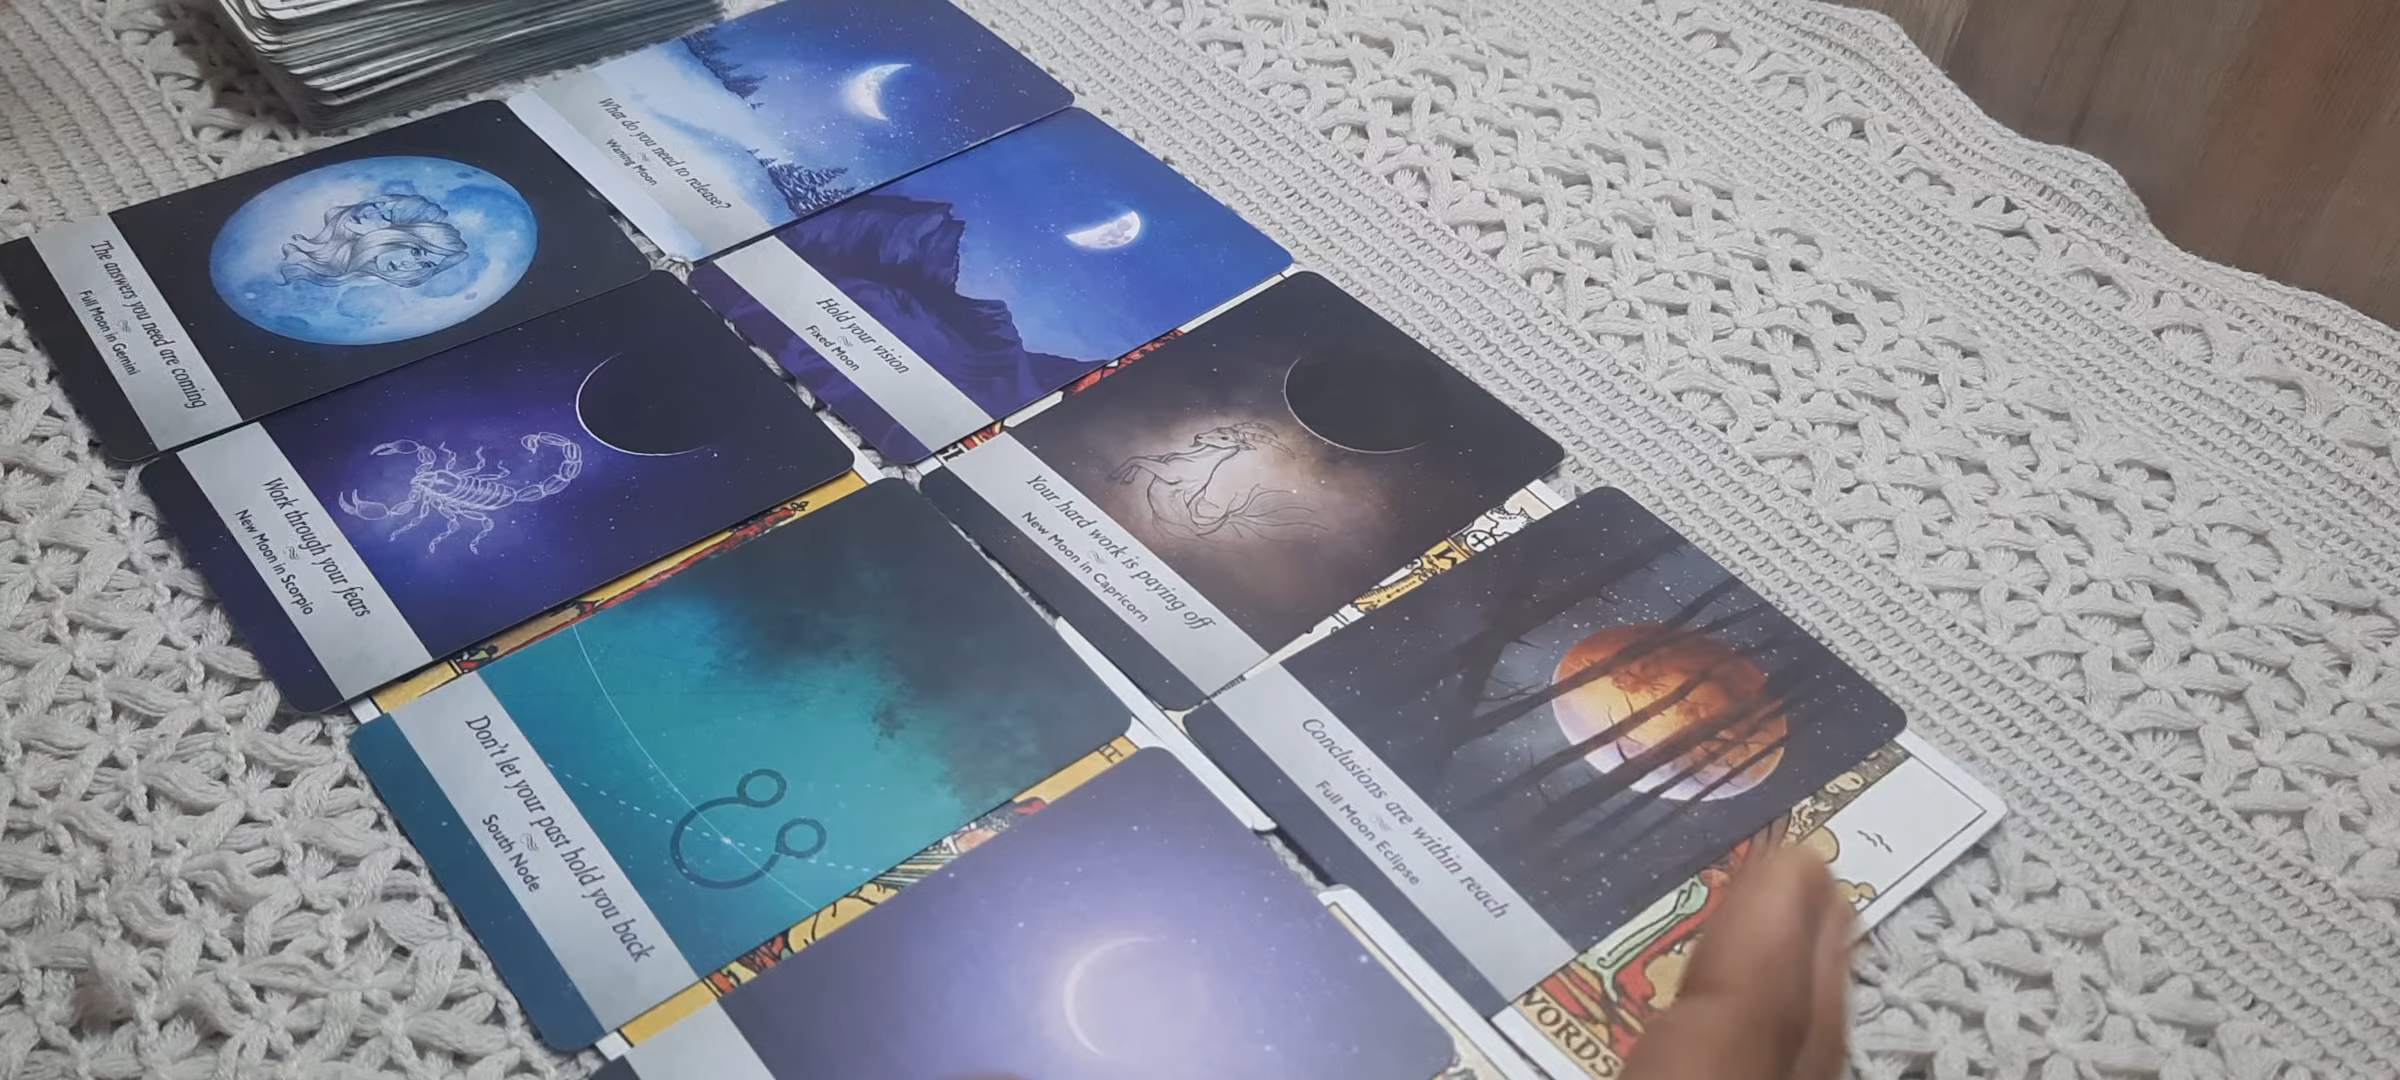 What do you need to release?
Waning Moon
The answers you need are coming
Full Moon in Gemini
Hold your vision
Fixed Moon
Work through your fears
New Moon in Scorpio
Your hard work is paying off
New Moon in Capricorn
Don't let your past hold you back
South Node
Conclusions are within reach
Full Moon Eclipse
WORDS